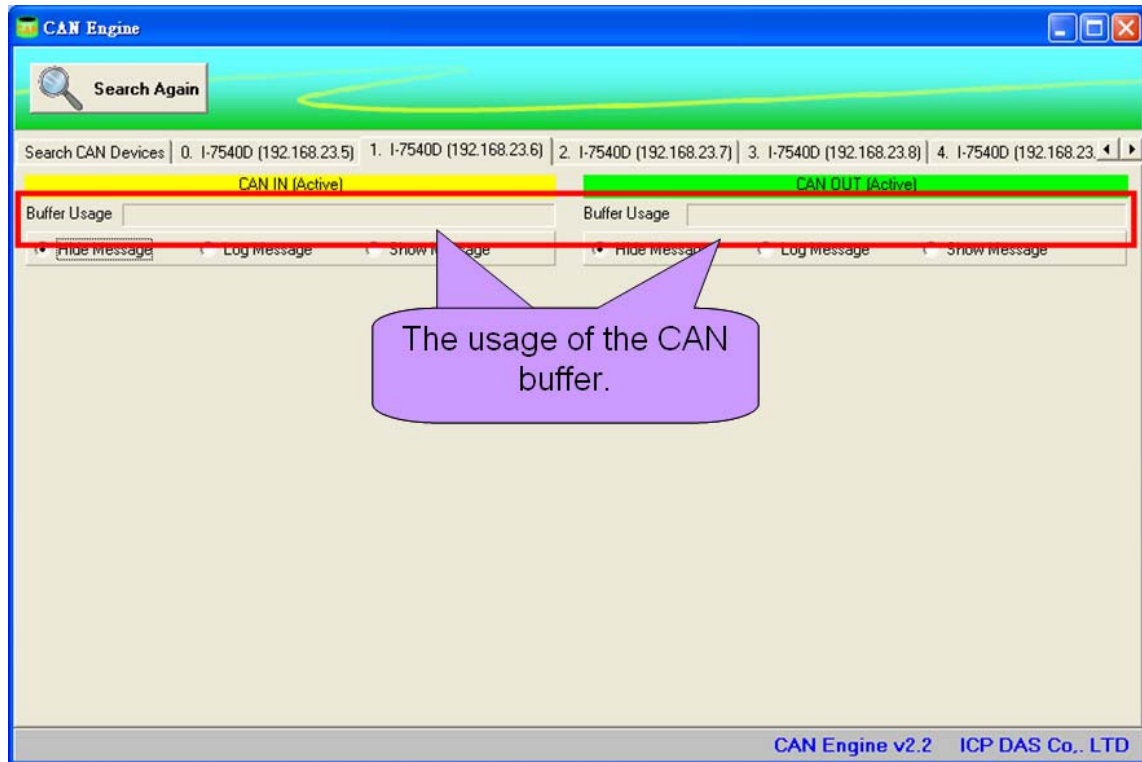 CAN Engine
Search Again
Search CAN Devices 0. I-7540D (192.168.23.5) 1. I-7540D (192.168.23.6) 2. I-7540D (192.168.23.7) 3. I-7540D (192.168.23.8) 4. I-7540D (192.168.23.
CAN IN (Active) CAN OUT (Active)
Buffer Usage Buffer Usage
Hide Message Log Message Show Message Hide Message Log Message Show Message
The usage of the CAN
buffer.
CAN Engine v2.2 ICP DAS Co,. LTD